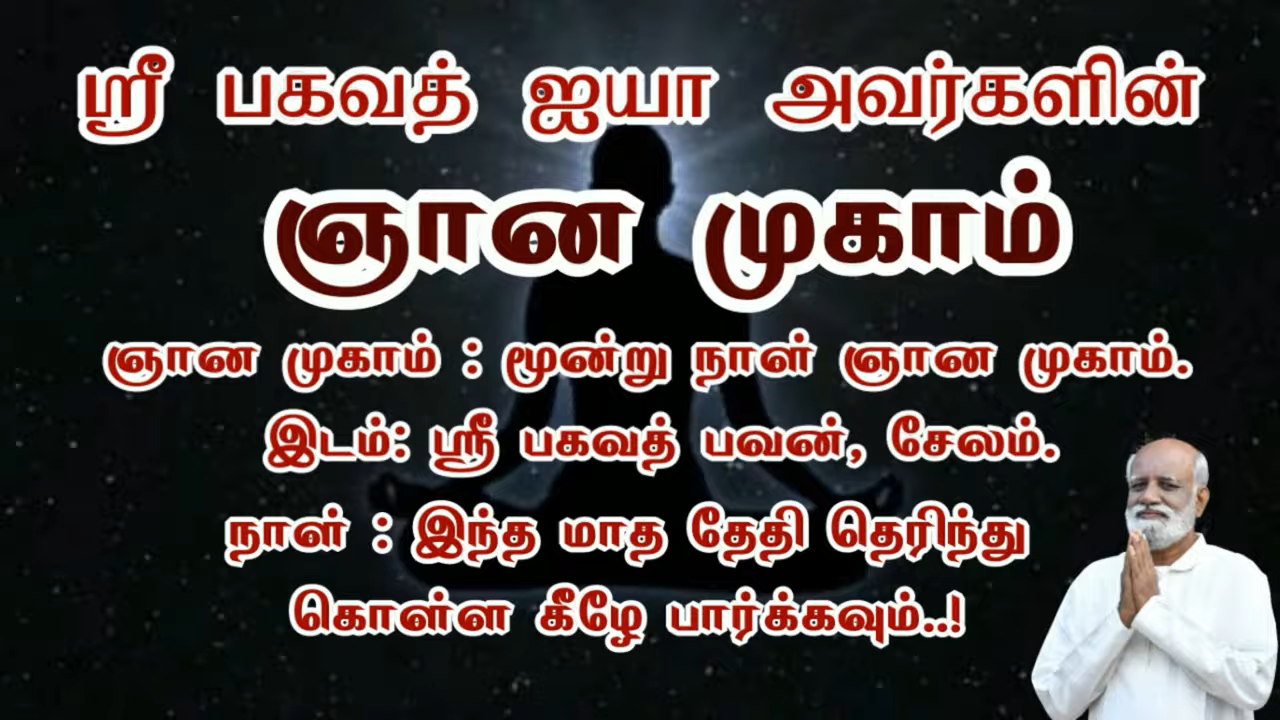 ஸ்ரீ பகவத் ஐயா அவர்களின்
ஞான முகாம்
ஞான முகாம் : மூன்று நாள் ஞான முகாம்.
இடம்: ஸ்ரீ பகவத் பவன், சேலம்.
நாள் : இந்த மாத தேதி தெரிந்து
கொள்ள கீழே பார்க்கவும்..!